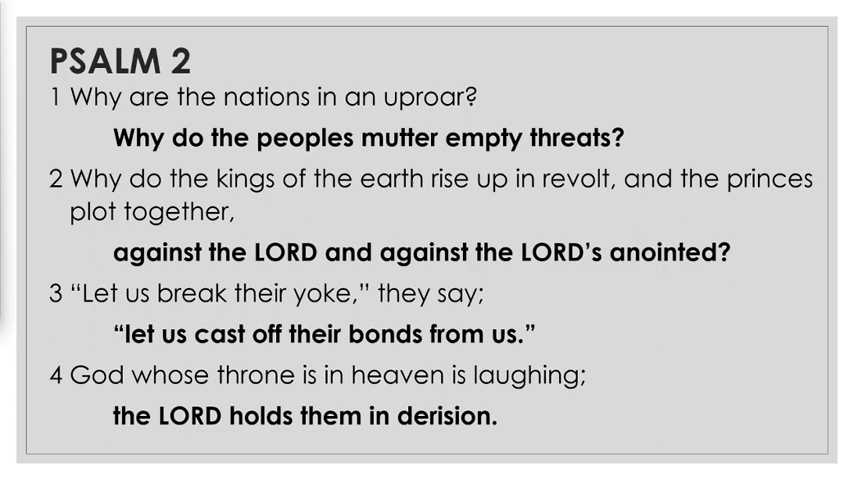 PSALM 2
1 Why are the nations in an uproar?
Why do the peoples mutter empty threats?
2 Why do the kings of the earth rise up in revolt, and the princes
plot together,
against the LORD and against the LORD’s anointed?
3 “Let us break their yoke,” they say;
“let us cast off their bonds from us.”
4 God whose throne is in heaven is laughing;
the LORD holds them in derision.